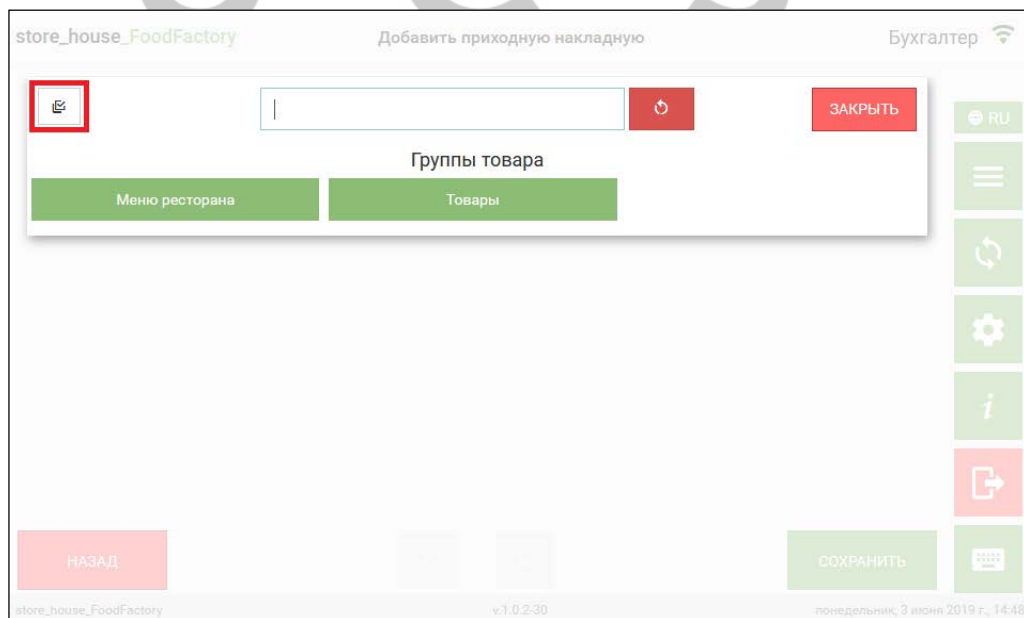 store_house_FoodFactory
Добавить приходную накладную
Бухгалтер
ЗАКРЫТЬ
RU
Группы товара
Меню ресторана
Товары
НАЗАД
СОХРАНИТЬ
store_house_FoodFactory
v.1.0.2-30
понедельник, 3 июня 2019 г., 14:48